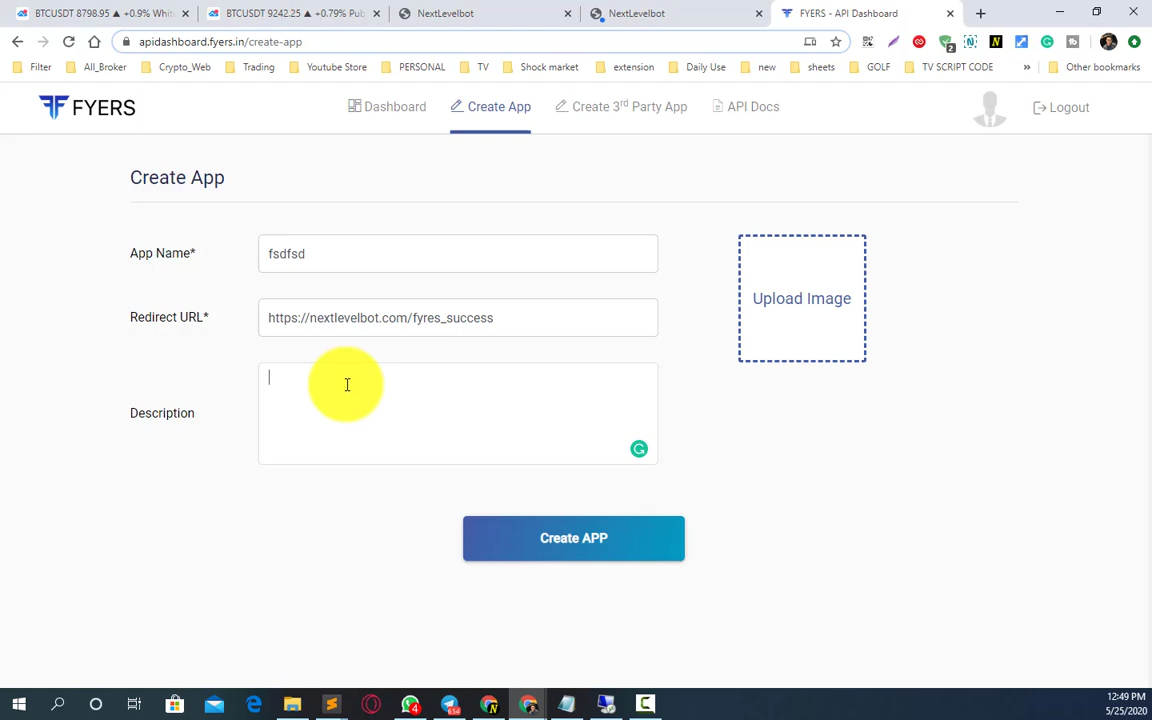 BTCUSDT 8798.95 ▲ +0.9% Whit
BTCUSDT 9242.25 ▲ +0.79% Pub
NextLevelbot
NextLevelbot
FYERS - API Dashboard
apidashboard.fyers.in/create-app
Filter
All_Broker
Crypto_Web
Trading
Youtube Store
PERSONAL
TV
Shock market
extension
Daily Use
new
sheets
GOLF
TV SCRIPT CODE
»
Other bookmarks
FYERS
Dashboard
Create App
Create 3rd Party App
API Docs
Logout
Create App
App Name*
fsdfsd
Upload Image
Redirect URL*
https://nextlevelbot.com/fyres_success
Description
Create APP
12:49 PM
5/25/2020